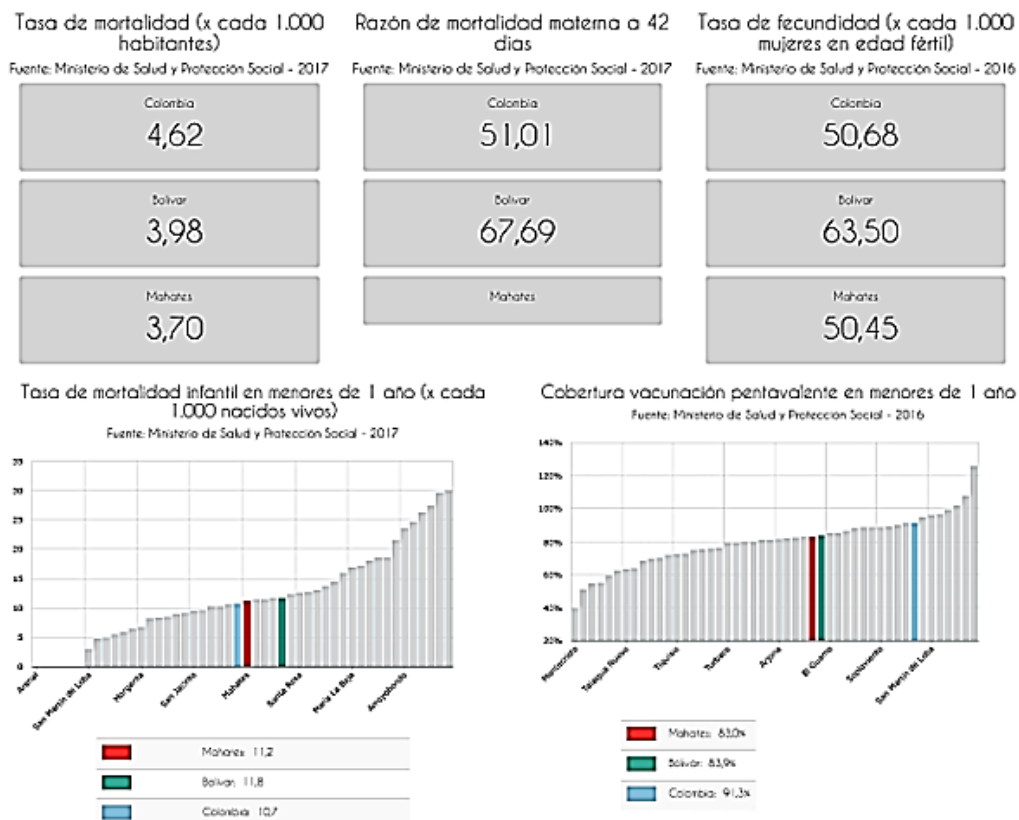 Tasa de mortalidad (x cada 1.000
habitantes)
Fuente: Ministerio de Salud y Protección Social - 2017
Colombia
4,62
Bolívar
3,98
Mahates
3,70
Razón de mortalidad materna a 42
días
Fuente: Ministerio de Salud y Protección Social - 2017
Colombia
51,01
Bolívar
67,69
Mahates
Tasa de fecundidad (x cada 1.000
mujeres en edad fértil)
Fuente: Ministerio de Salud y Protección Social - 2016
Colombia
50,68
Bolívar
63,50
Mahates
50,45
Tasa de mortalidad infantil en menores de 1 año (x cada
1.000 nacidos vivos)
Fuente: Ministerio de Salud y Protección Social - 2017
35
30
25
20
15
10
5
0
Arenal
San Martín de Loba
Margarita
San Jacinto
Mahates
Santa Rosa
María La Baja
Arroyohondo
Mahates: 11,2
Bolívar: 11,8
Colombia: 10,7
Cobertura vacunación pentavalente en menores de 1 año
Fuente: Ministerio de Salud y Protección Social - 2016
140%
120%
100%
80%
60%
40%
20%
Montecristo
Talaigua Nuevo
Tiquisio
Turbana
Arjona
El Guamo
Soplaviento
San Martín de Loba
Mahates: 83,0%
Bolívar: 83,9%
Colombia: 91,3%